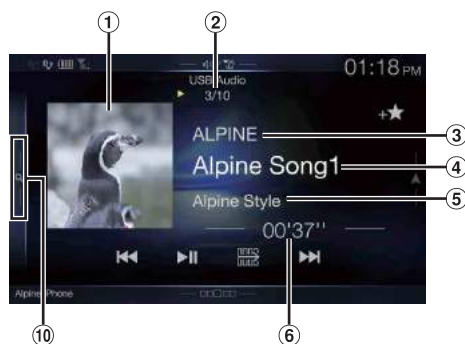 ① ②
01:18 PM
USB Audio
3/10
ALPINE ③
Alpine Song1 ④
Alpine Style ⑤
00'37"
Alpine Phone
⑩ ⑥